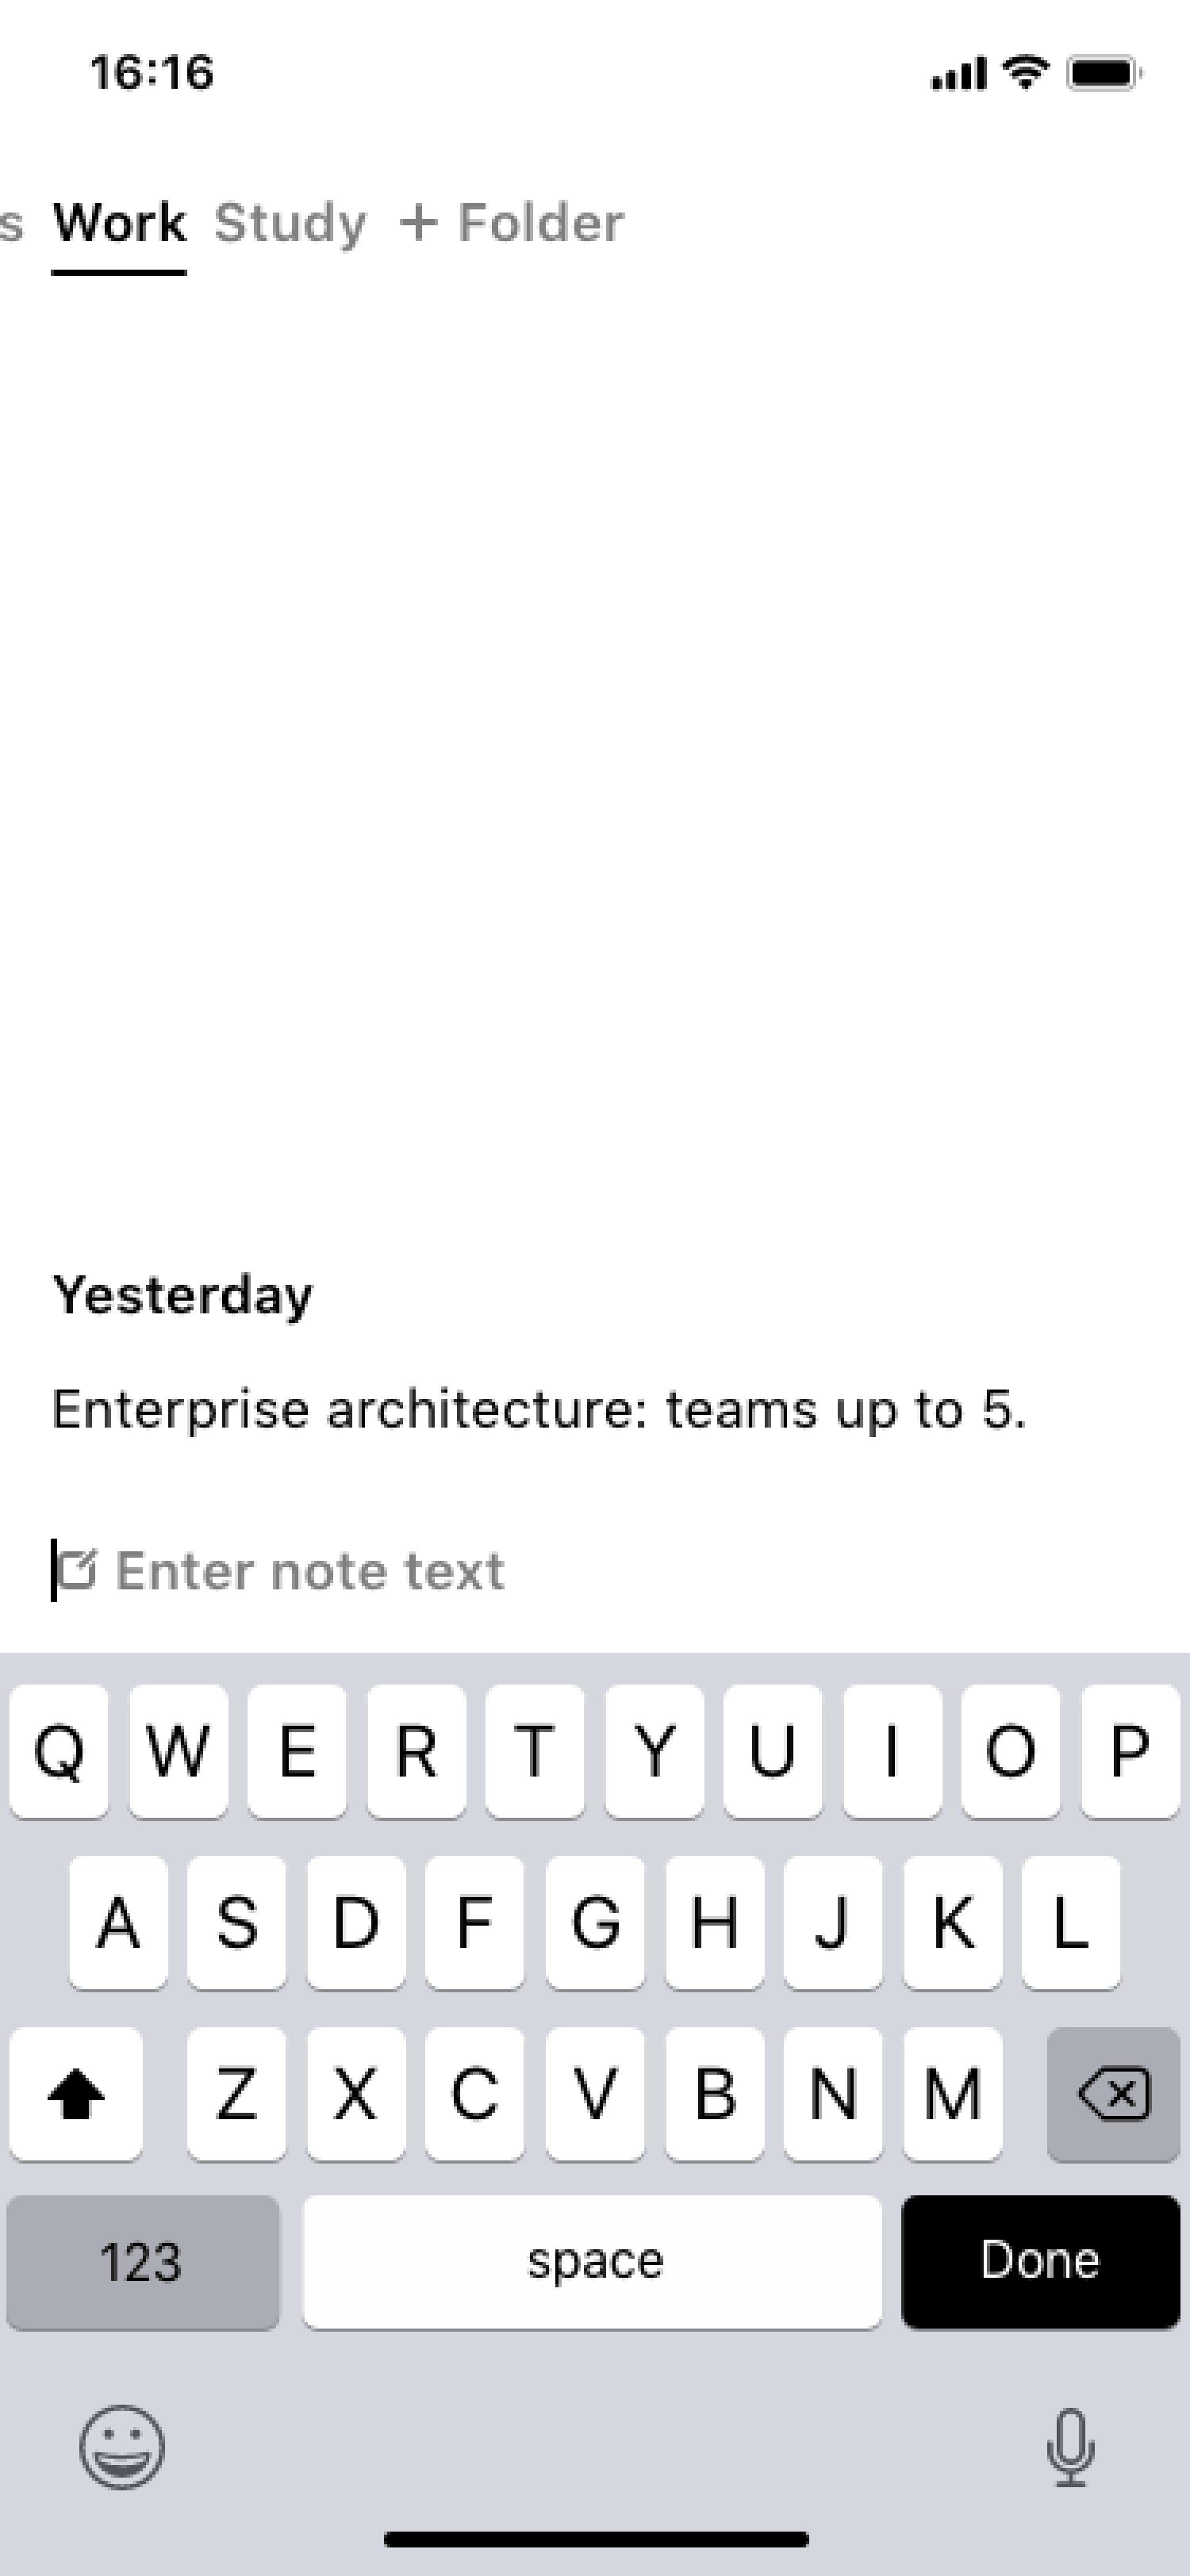 16:16
s Work Study + Folder
Yesterday
Enterprise architecture: teams up to 5.
Enter note text
Q W E R T Y U I O P
A S D F G H J K L
Z X C V B N M
123 space Done